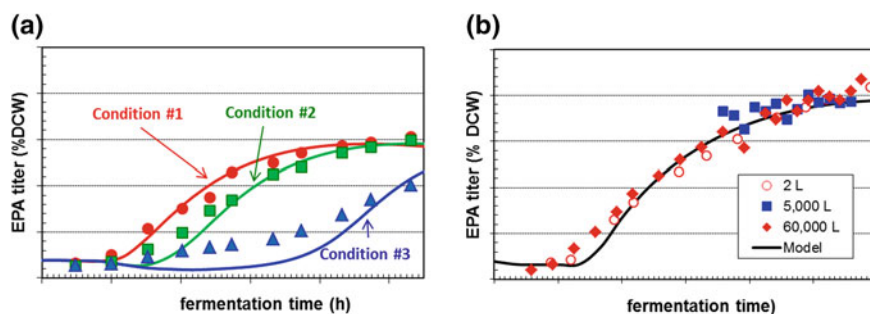 (a)
EPA titer (%DCW)
Condition #1
Condition #2
Condition #3
fermentation time (h)
(b)
EPA titer (% DCW)
2 L
5,000 L
60,000 L
Model
fermentation time)